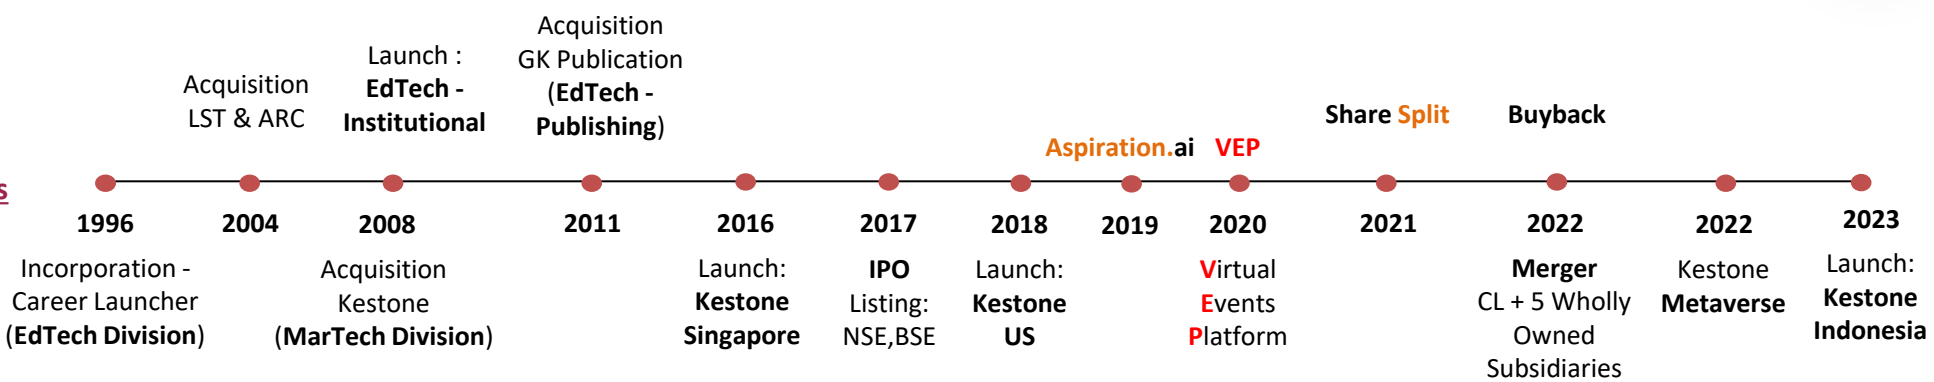 Acquisition
LST & ARC
Launch :
EdTech -
Institutional
Acquisition
GK Publication
(EdTech -
Publishing)
Aspiration.ai
VEP
Share Split
Buyback
s
1996
2004
2008
2011
2016
2017
2018
2019
2020
2021
2022
2022
2023
Incorporation -
Career Launcher
(EdTech Division)
Acquisition
Kestone
(MarTech Division)
Launch:
Kestone
Singapore
IPO
Listing:
NSE,BSE
Launch:
Kestone
US
Virtual
Events
Platform
Merger
CL + 5 Wholly
Owned
Subsidiaries
Kestone
Metaverse
Launch:
Kestone
Indonesia